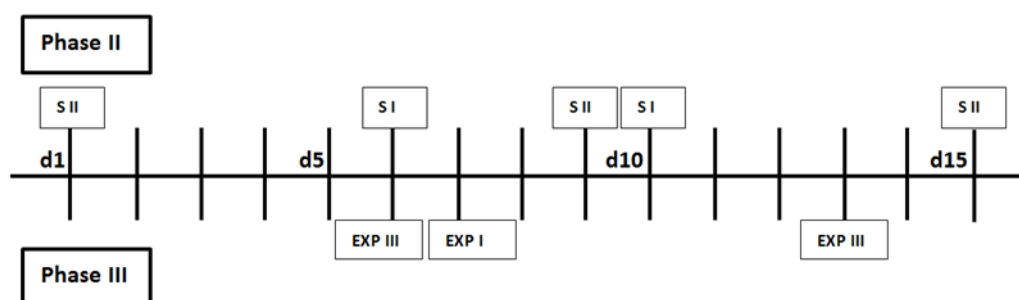 Phase II
S II
S I
S II
S I
S II
d1
d5
d10
d15
EXP III
EXP I
EXP III
Phase III